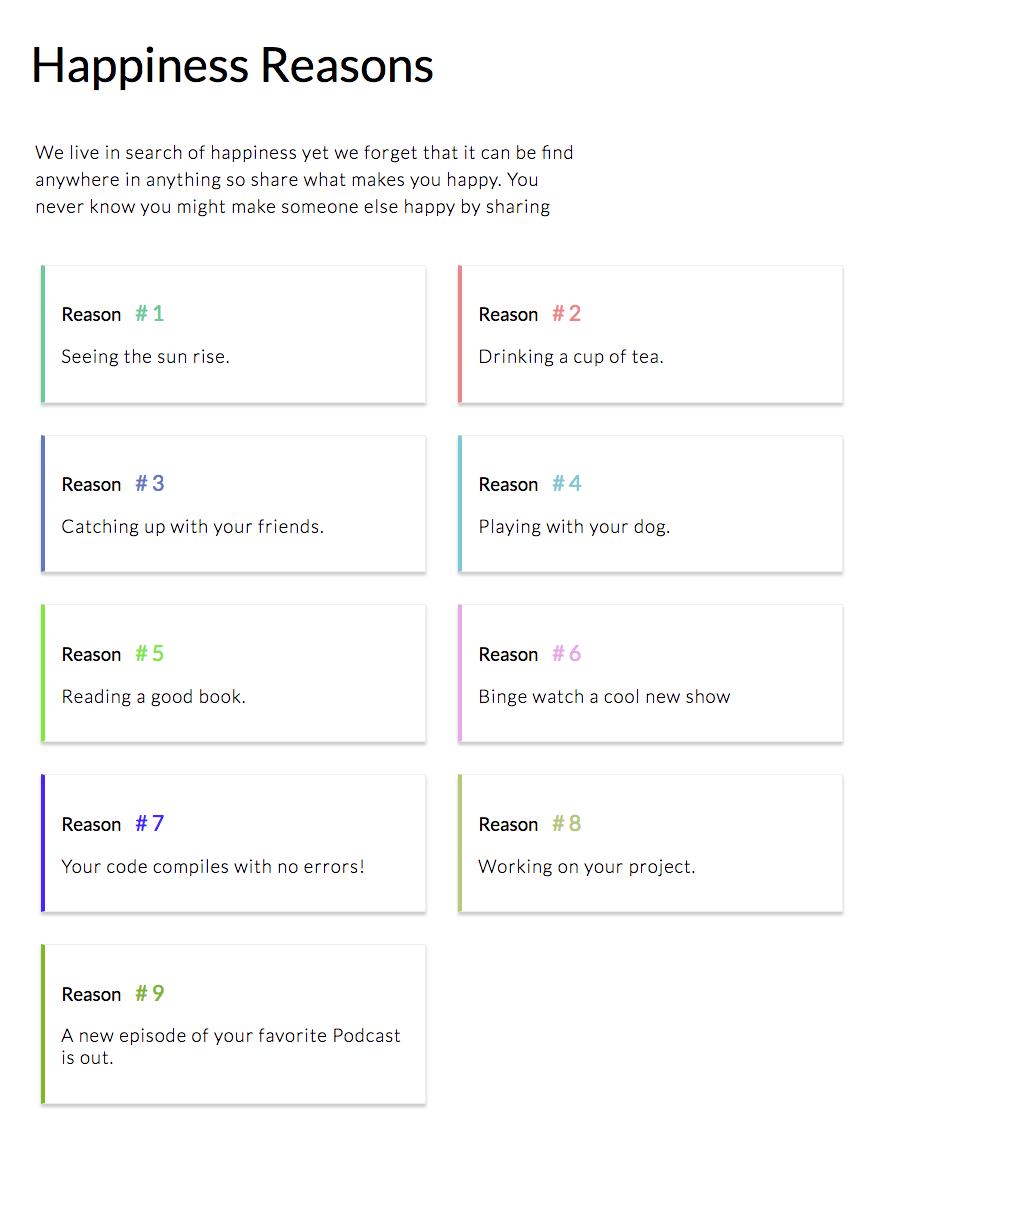 Happiness Reasons
We live in search of happiness yet we forget that it can be find
anywhere in anything so share what makes you happy. You
never know you might make someone else happy by sharing
Reason # 1
Seeing the sun rise.
Reason # 2
Drinking a cup of tea.
Reason # 3
Catching up with your friends.
Reason # 4
Playing with your dog.
Reason # 5
Reading a good book.
Reason # 6
Binge watch a cool new show
Reason # 7
Your code compiles with no errors!
Reason # 8
Working on your project.
Reason # 9
A new episode of your favorite Podcast
is out.